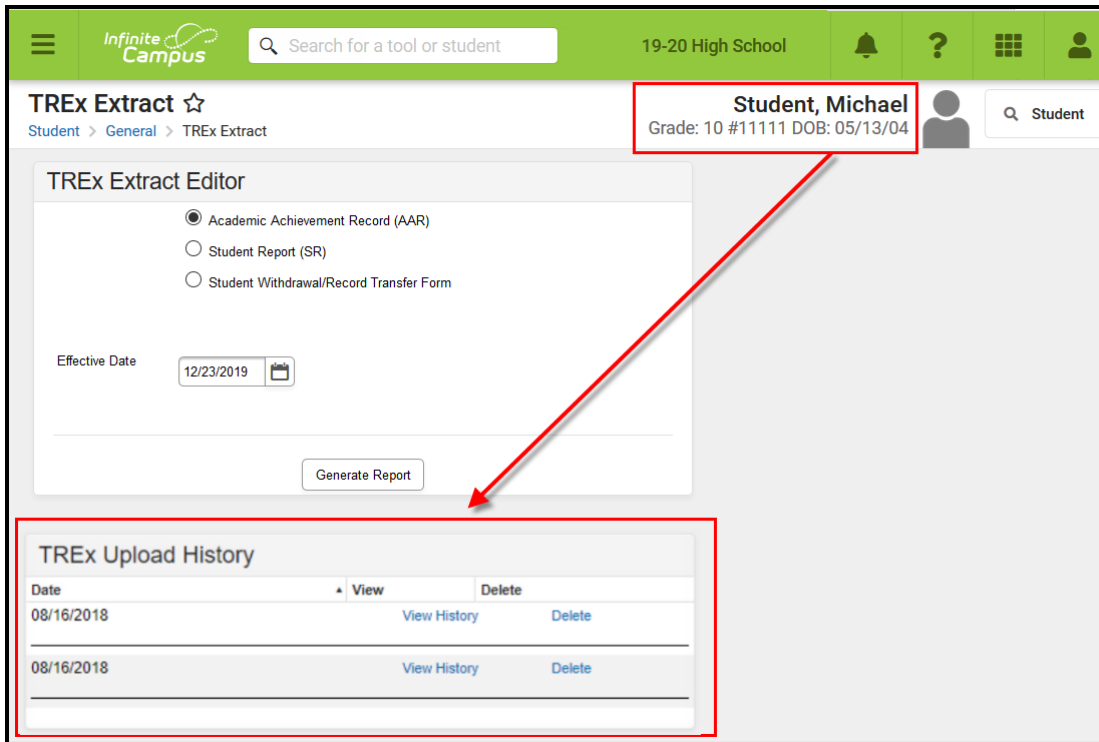 Infinite Campus
Search for a tool or student
19-20 High School
?
TREx Extract ☆
Student > General > TREx Extract
Student, Michael
Grade: 10 #11111 DOB: 05/13/04
Student
TREx Extract Editor
Academic Achievement Record (AAR)
Student Report (SR)
Student Withdrawal/Record Transfer Form
Effective Date 12/23/2019
Generate Report
TREx Upload History
Date View Delete
08/16/2018 View History Delete
08/16/2018 View History Delete